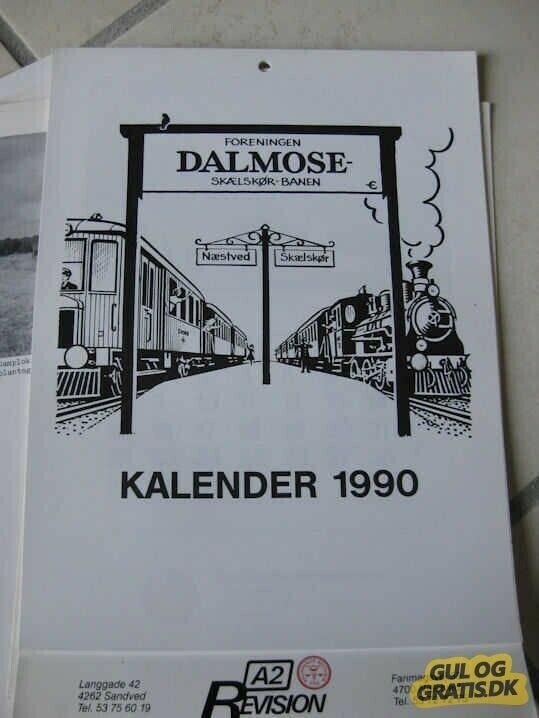 FORENINGEN
DALMOSE-
SKÆLSKØR-BANEN
Næstved
Skælskør
KALENDER 1990
Langgade 42
4262 Sandved
Tel. 53 75 60 19
A2
REVISION
4700
GUL OG
GRATIS.DK